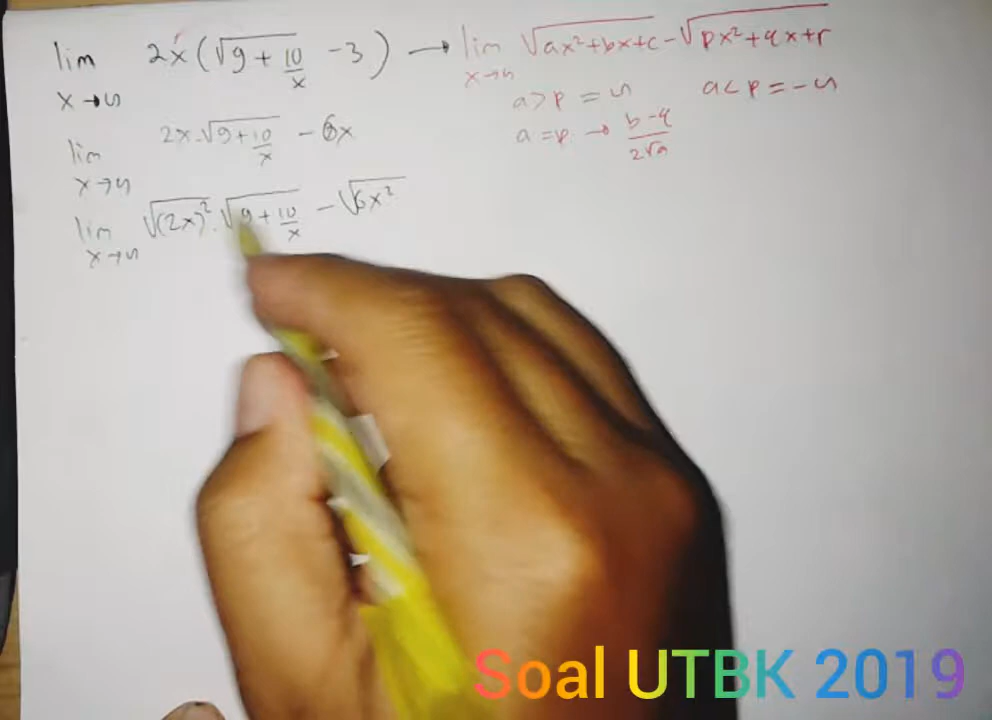 lim x→∞ 2x(√(9+10/x) -3) → lim x→∞ √(ax²+bx+c) - √(px²+qx+r)
a>p = ∞ a<p = -∞
a=p → (b-q)/(2√a)
lim x→∞ 2x.√(9+10/x) - 6x
lim x→∞ √((2x)²).√(9+10/x) - √(6x²)
Soal UTBK 2019